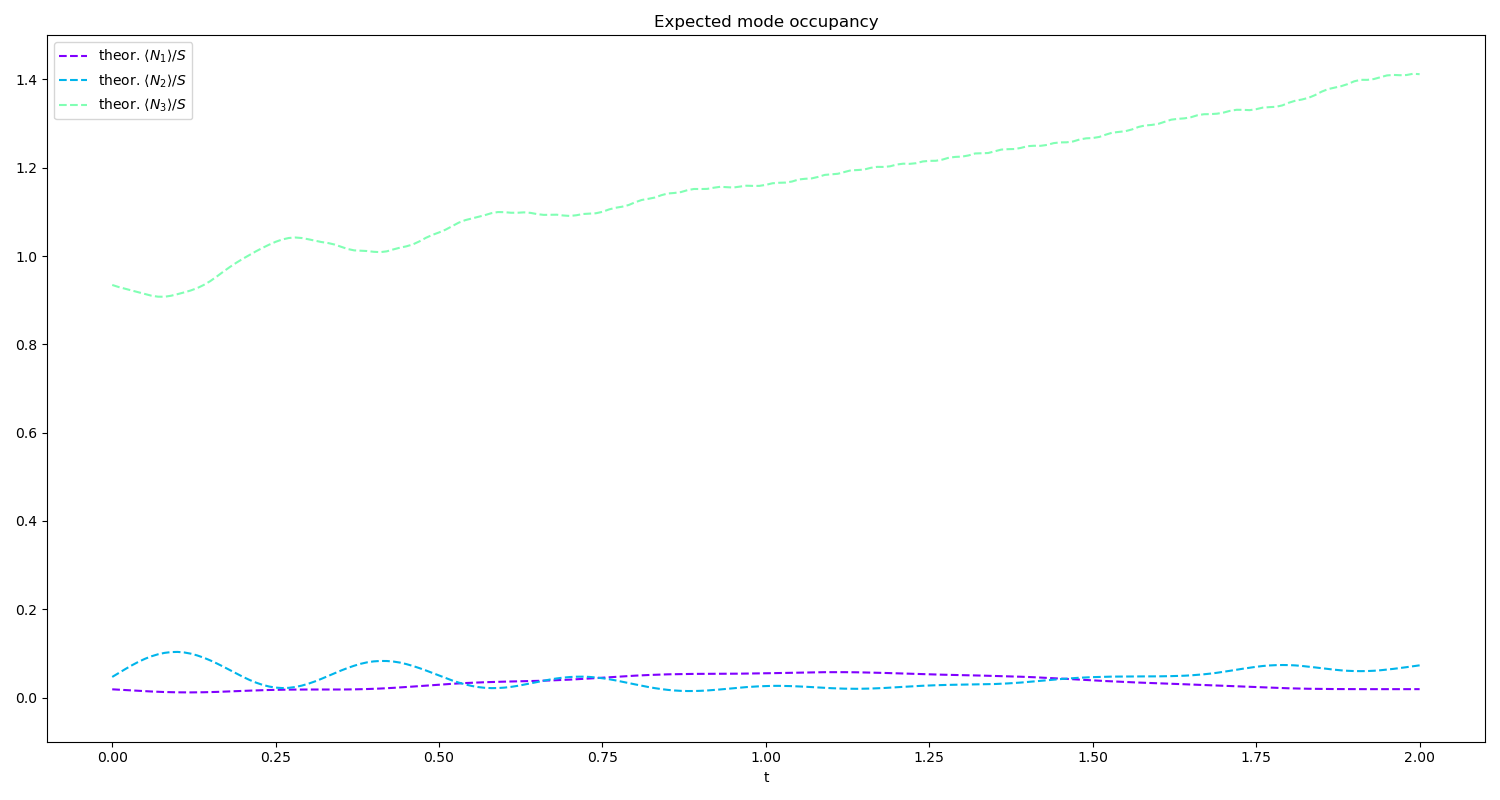 Expected mode occupancy
theor. ⟨N₁⟩/S
theor. ⟨N₂⟩/S
theor. ⟨N₃⟩/S
1.4
1.2
1.0
0.8
0.6
0.4
0.2
0.0
0.00 0.25 0.50 0.75 1.00 1.25 1.50 1.75 2.00
t